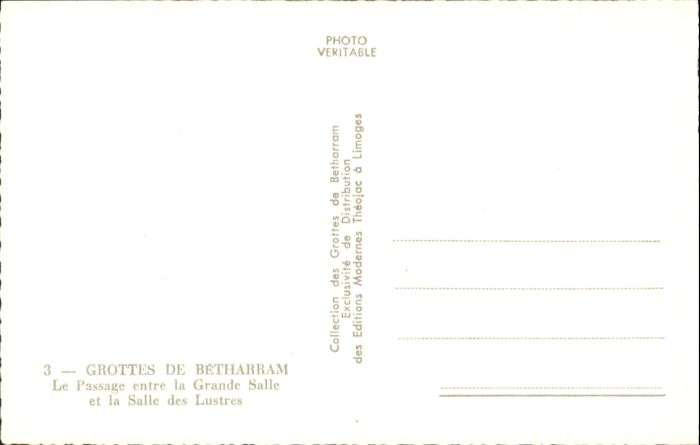 PHOTO
VERITABLE
Collection des Grottes de Betharram
Exclusivité de Distribution
des Editions Modernes Théojac à Limoges
3 — GROTTES DE BÉTHARRAM
Le Passage entre la Grande Salle
et la Salle des Lustres